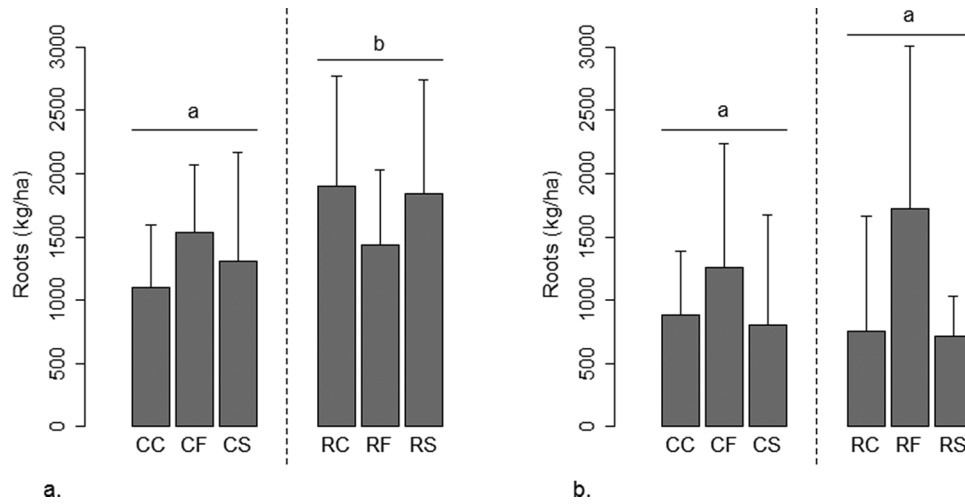 Roots (kg/ha)
0
500
1000
1500
2000
2500
3000
a
b
CC CF CS RC RF RS
a.
Roots (kg/ha)
0
500
1000
1500
2000
2500
3000
a
a
CC CF CS RC RF RS
b.